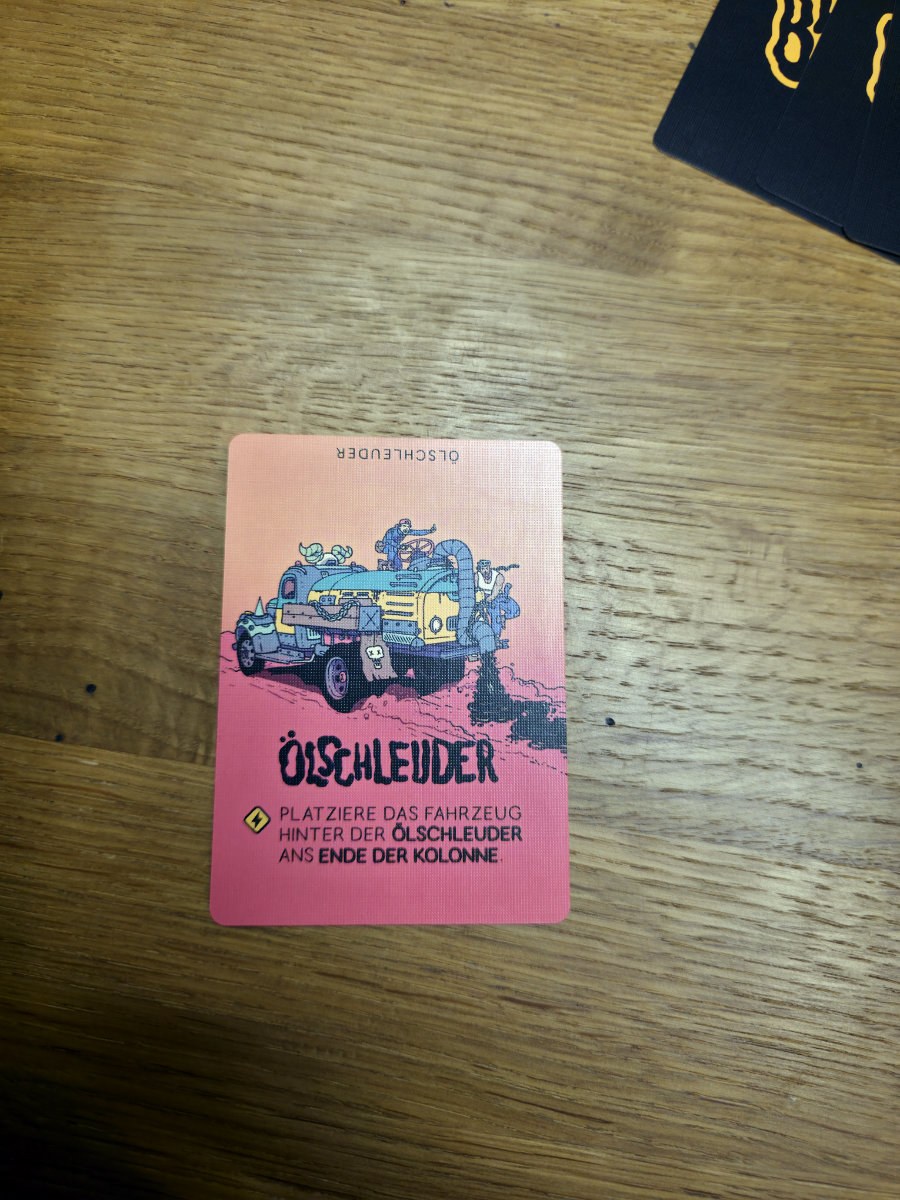 ÖLSCHLEUDER
ÖLSCHLEUDER
PLATZIERE DAS FAHRZEUG
HINTER DER ÖLSCHLEUDER
ANS ENDE DER KOLONNE.